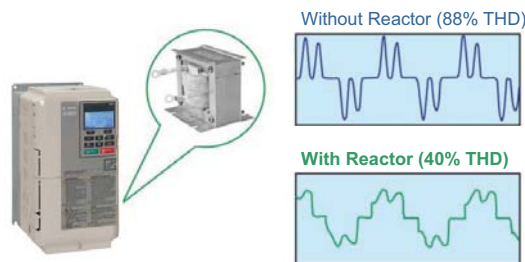 Without Reactor (88% THD)
With Reactor (40% THD)